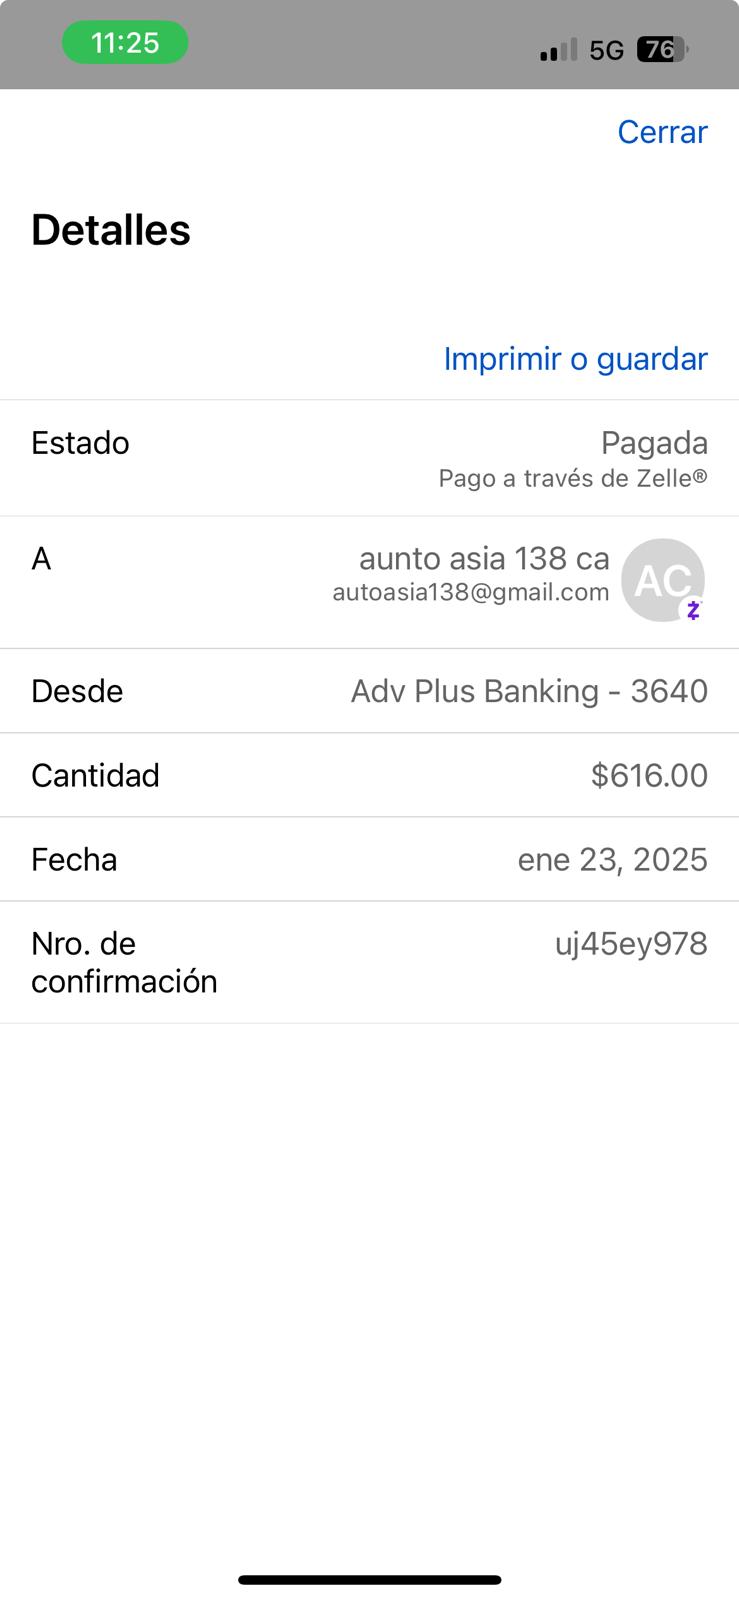 11:25
5G
76
Cerrar
Detalles
Imprimir o guardar
Estado
Pagada
Pago a través de Zelle®
A
aunto asia 138 ca
autoasia138@gmail.com
AC
Desde
Adv Plus Banking - 3640
Cantidad
$616.00
Fecha
ene 23, 2025
Nro. de
confirmación
uj45ey978